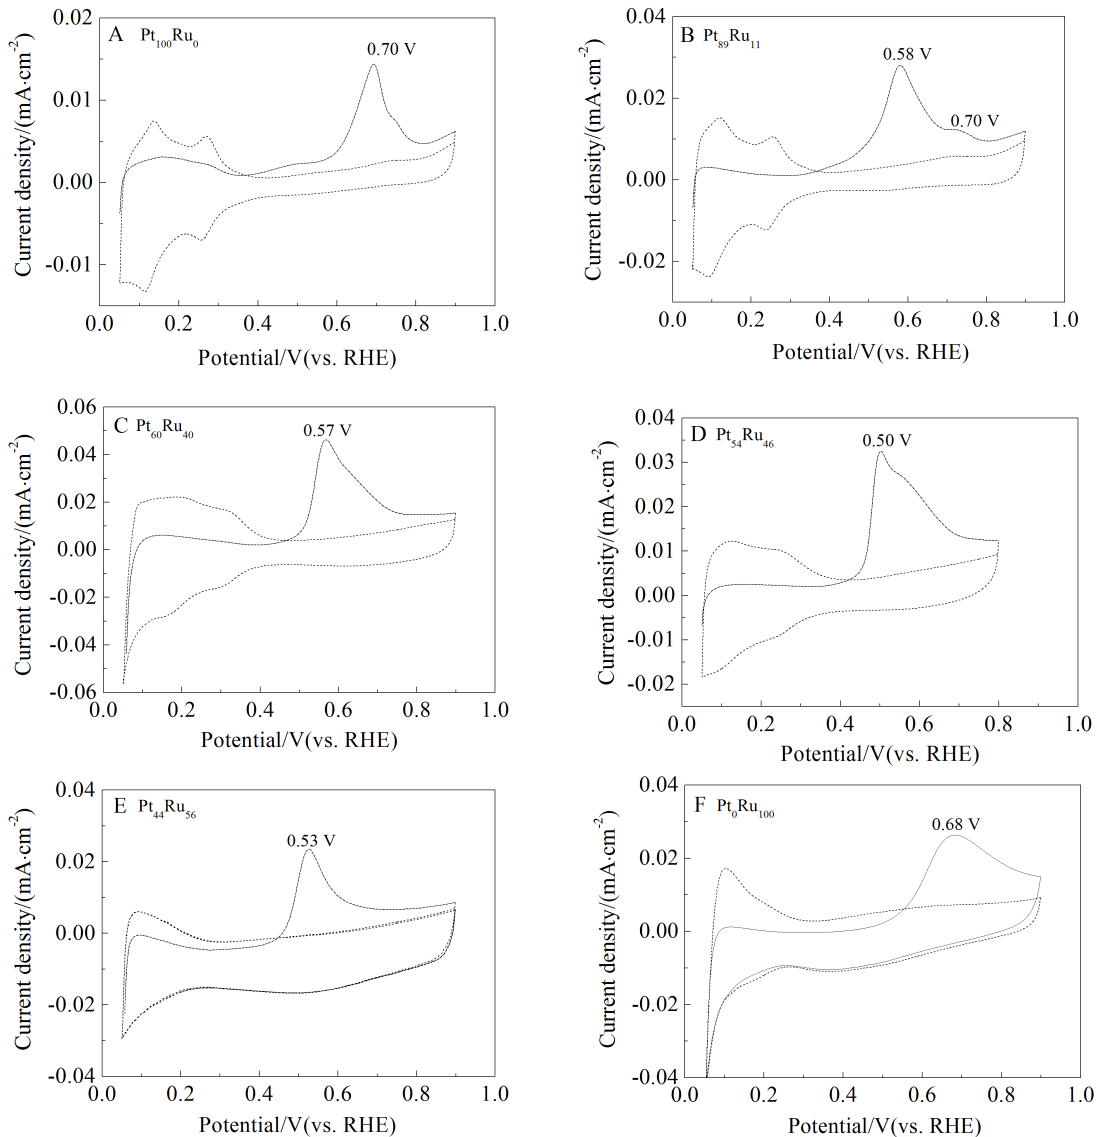 A Pt100Ru0
0.70 V
0.02
0.01
0.00
-0.01
Current density/(mA·cm-2)
0.0 0.2 0.4 0.6 0.8 1.0
Potential/V(vs. RHE)
B Pt89Ru11
0.58 V
0.70 V
0.04
0.02
0.00
-0.02
Current density/(mA·cm-2)
0.0 0.2 0.4 0.6 0.8 1.0
Potential/V(vs. RHE)
C Pt60Ru40
0.57 V
0.06
0.04
0.02
0.00
-0.02
-0.04
-0.06
Current density/(mA·cm-2)
0.0 0.2 0.4 0.6 0.8 1.0
Potential/V(vs. RHE)
D Pt54Ru46
0.50 V
0.04
0.03
0.02
0.01
0.00
-0.01
-0.02
Current density/(mA·cm-2)
0.0 0.2 0.4 0.6 0.8 1.0
Potential/V(vs. RHE)
E Pt44Ru56
0.53 V
0.04
0.02
0.00
-0.02
-0.04
Current density/(mA·cm-2)
0.0 0.2 0.4 0.6 0.8 1.0
Potential/V(vs. RHE)
F Pt0Ru100
0.68 V
0.04
0.02
0.00
-0.02
-0.04
Current density/(mA·cm-2)
0.0 0.2 0.4 0.6 0.8 1.0
Potential/V(vs. RHE)